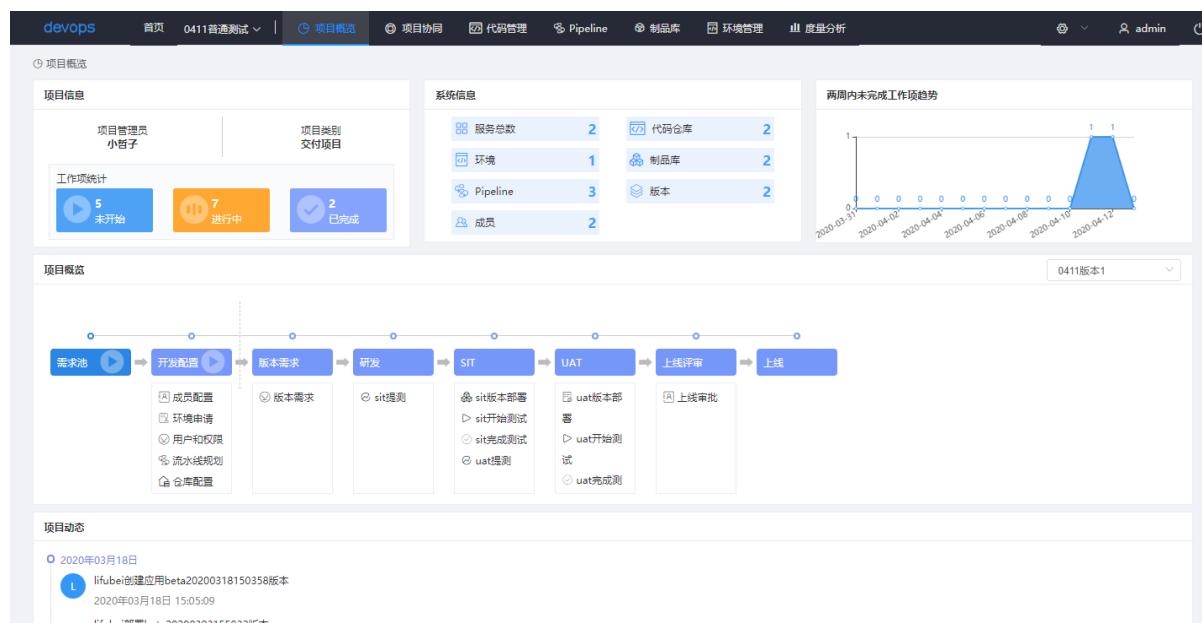 devops 首页 0411普通测试 项目概览 项目协同 代码管理 Pipeline 制品库 环境管理 度量分析 admin
项目概览
项目信息
项目管理员 项目类别
小哲子 交付项目
工作项统计
5 7 2
未开始 进行中 已完成
系统信息
服务总数 2 代码仓库 2
环境 1 制品库 2
Pipeline 3 版本 2
成员 2
两周内未完成工作项趋势
1 1
1
0 0 0 0 0 0 0 0 0 0 0 0 0
0
2020-03-31 2020-04-02 2020-04-04 2020-04-06 2020-04-08 2020-04-10 2020-04-12
项目概览 0411版本1
需求池 开发配置 版本需求 研发 SIT UAT 上线评审 上线
成员配置 版本需求 sit提测 sit版本部署 uat版本部 上线审批
环境申请 sit开始测试 署
用户和权限 sit完成测试 uat开始测
流水线规划 uat提测 试
仓库配置 uat完成测
项目动态
2020年03月18日
L lifubei创建应用beta20200318150358版本
2020年03月18日 15:05:09